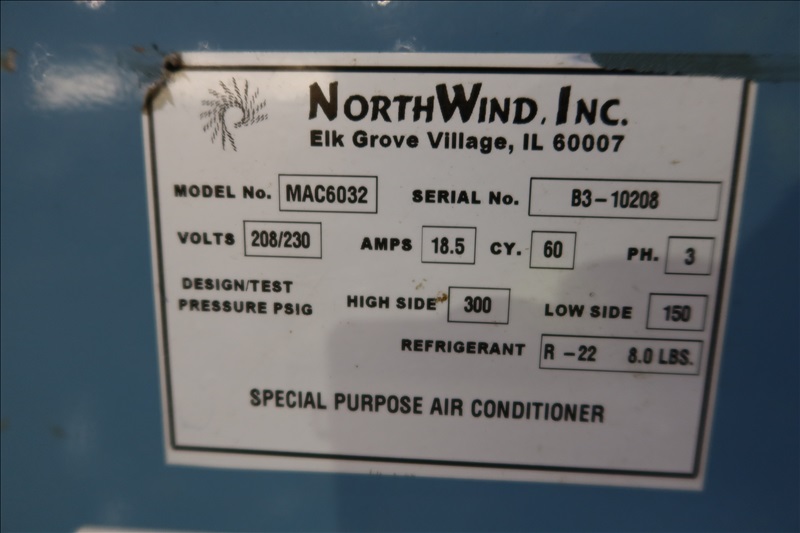 NORTHWIND, INC.
Elk Grove Village, IL 60007
MODEL No. MAC6032 SERIAL No. B3-10208
VOLTS 208/230 AMPS 18.5 CY. 60 PH. 3
DESIGN/TEST
PRESSURE PSIG HIGH SIDE 300 LOW SIDE 150
REFRIGERANT R -22 8.0 LBS.
SPECIAL PURPOSE AIR CONDITIONER